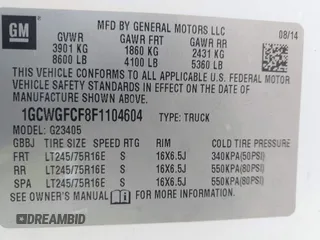 GM
MFD BY GENERAL MOTORS LLC
08/14
GVWR GAWR FRT GAWR RR
3901 KG 1860 KG 2431 KG
8600 LB 4100 LB 5360 LB
THIS VEHICLE CONFORMS TO ALL APPLICABLE U.S. FEDERAL MOTOR
VEHICLE SAFETY STANDARDS IN EFFECT ON THE DATE OF
MANUFACTURE SHOWN ABOVE.
1GCWGFCF8F1104604 TYPE: TRUCK
MODEL: G23405
GBBJ TIRE SIZE SPEED RTG RIM COLD TIRE PRESSURE
FRT LT245/75R16E S 16X6.5J 340KPA(50PSI)
RR LT245/75R16E S 16X6.5J 550KPA(80PSI)
SPA LT245/75R16E S 16X6.5J 550KPA(80PSI)
SEE OWNER'S MANUAL FOR MORE INFORMATION
DID I BUY WRECKED